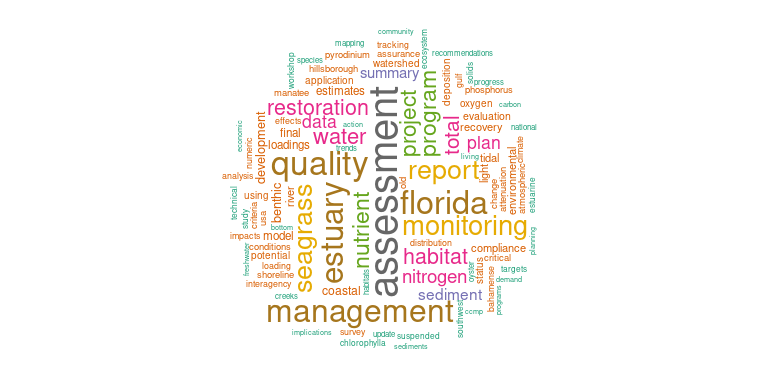 community
mapping
tracking
ecosystem
pyrodinium
assurance
recommendations
workshop
species
watershed
hillsborough
summary
solids
application
deposition
gulf
progress
manatee
estimates
phosphorus
assessment
project
program
restoration
oxygen
carbon
effects
data
action
total
evaluation
economic
final
water
recovery
national
development
loadings
trends
plan
numeric
quality
living
tidal
climate
analysis
report
light
environmental
atmospheric
old
technical
using
benthic
river
seagrass
estuary
nutrient
florida
change
attenuation
estuarine
study
criteria
usa
bottom
monitoring
impacts
model
distribution
planning
conditions
habitat
compliance
freshwater
potential
critical
loading
nitrogen
oyster
status
targets
shoreline
habitats
demand
interagency
coastal
sediment
bahamense
programs
creeks
management
southwest
ccmp
implications
survey
update
suspended
chlorophylla
sediments